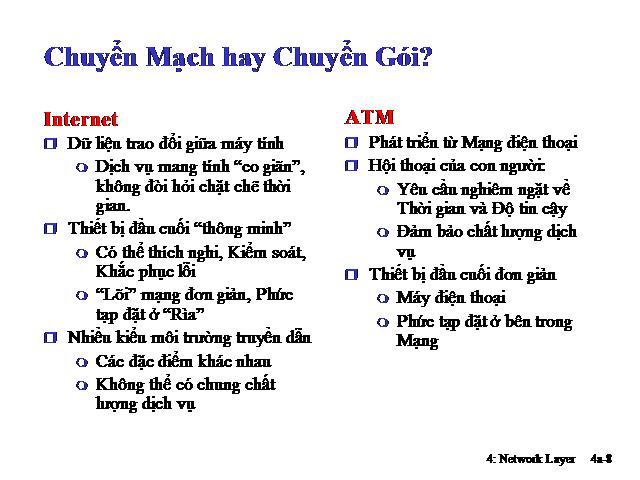 Chuyển Mạch hay Chuyển Gói?
Internet
Dữ liệu trao đổi giữa máy tính
Dịch vụ mang tính “co giãn”,
không đòi hỏi chặt chẽ thời
gian.
Thiết bị đầu cuối “thông minh”
Có thể thích nghi, Kiểm soát,
Khắc phục lỗi
“Lõi” mạng đơn giản, Phức
tạp đặt ở “Rìa”
Nhiều kiểu môi trường truyền dẫn
Các đặc điểm khác nhau
Không thể có chung chất
lượng dịch vụ
ATM
Phát triển từ Mạng điện thoại
Hội thoại của con người:
Yêu cầu nghiêm ngặt về
Thời gian và Độ tin cậy
Đảm bảo chất lượng dịch
vụ
Thiết bị đầu cuối đơn giản
Máy điện thoại
Phức tạp đặt ở bên trong
Mạng
4: Network Layer 4a-8